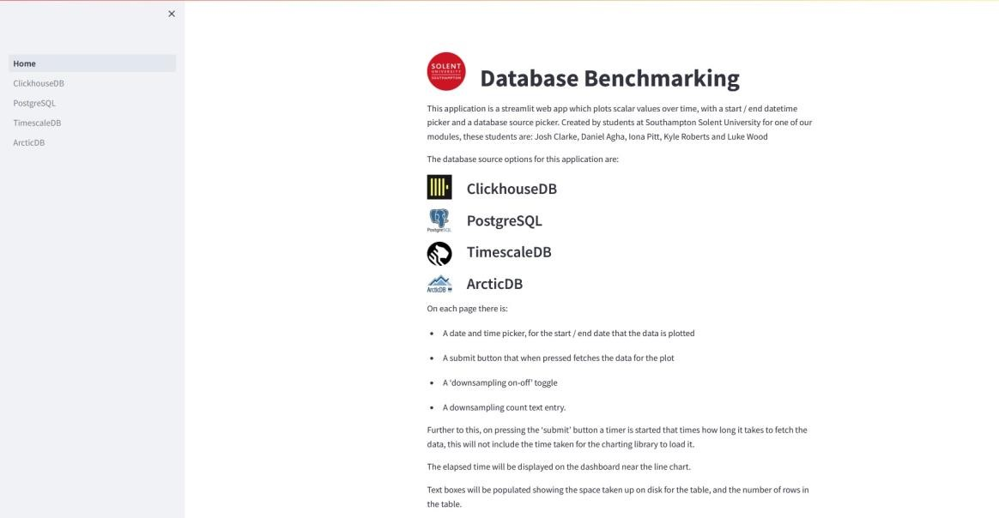 ×
Home
ClickhouseDB
PostgreSQL
TimescaleDB
ArcticDB
SOLENT
UNIVERSITY
SOUTHAMPTON
Database Benchmarking
This application is a streamlit web app which plots scalar values over time, with a start / end datetime
picker and a database source picker. Created by students at Southampton Solent University for one of our
modules, these students are: Josh Clarke, Daniel Agha, Iona Pitt, Kyle Roberts and Luke Wood
The database source options for this application are:
ClickhouseDB
PostgreSQL
PostgreSQL
TimescaleDB
ArcticDB
ArcticDB
On each page there is:
• A date and time picker, for the start / end date that the data is plotted
• A submit button that when pressed fetches the data for the plot
• A ‘downsampling on-off’ toggle
• A downsampling count text entry.
Further to this, on pressing the ‘submit’ button a timer is started that times how long it takes to fetch the
data, this will not include the time taken for the charting library to load it.
The elapsed time will be displayed on the dashboard near the line chart.
Text boxes will be populated showing the space taken up on disk for the table, and the number of rows in
the table.